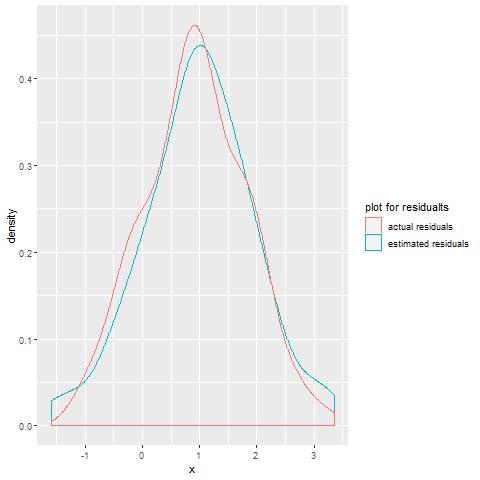 density
0.4
0.3
0.2
0.1
0.0
-1
0
1
2
3
x
plot for residualts
actual residuals
estimated residuals